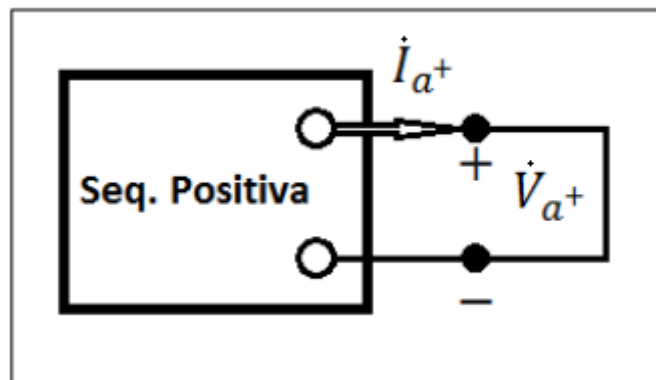 İₐ⁺
+
Seq. Positiva
V̇ₐ⁺
−